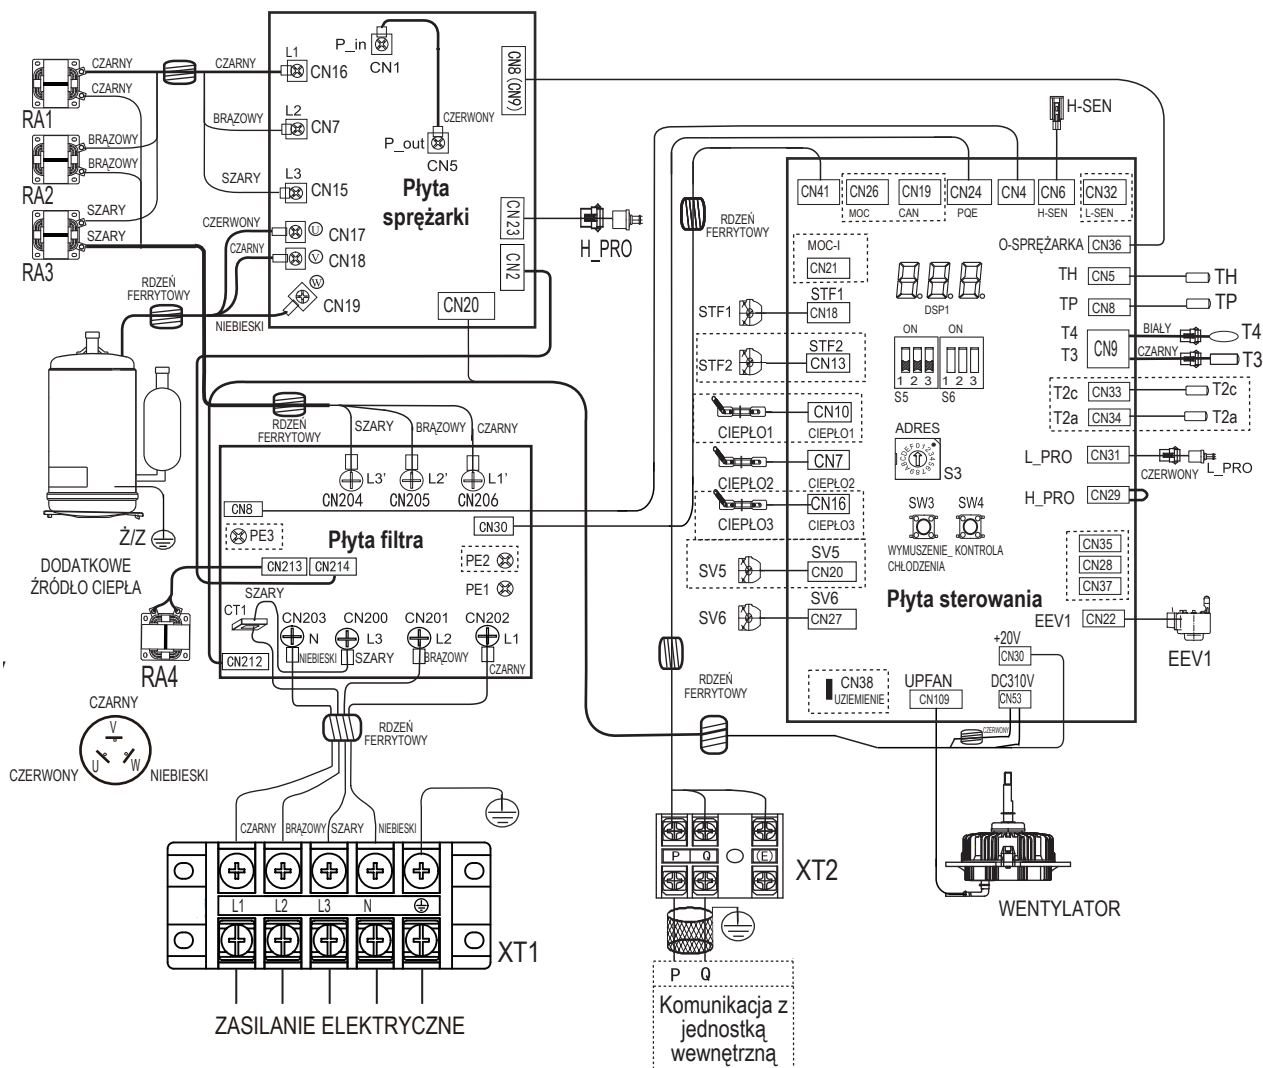 CZARNY
CZARNY
RA1
BRĄZOWY
BRĄZOWY
RA2
SZARY
SZARY
RA3
CZARNY
BRĄZOWY
SZARY
CZERWONY
CZARNY
NIEBIESKI
RDZEŃ
FERRYTOWY
L1
CN16
L2
CN7
L3
CN15
U
CN17
V
CN18
W
CN19
P_in
CN1
CZERWONY
P_out
CN5
Płyta
sprężarki
CN8 (CN9)
CN23
CN2
CN20
H_PRO
RDZEŃ
FERRYTOWY
H-SEN
CN41
CN26
CN19
CN24
CN4
CN6
CN32
MOC
CAN
PQE
H-SEN
L-SEN
O-SPRĘŻARKA
CN36
MOC-I
CN21
DSP1
TH
CN5
TH
TP
CN8
TP
T4
T3
CN9
BIAŁY
T4
CZARNY
T3
STF1
STF1
CN18
STF2
STF2
CN13
ON
ON
1 2 3
1 2 3
S5
S6
T2c
CN33
T2c
T2a
CN34
T2a
CN10
CIEPŁO1
CIEPŁO1
CN7
CIEPŁO2
CIEPŁO2
CN16
CIEPŁO3
CIEPŁO3
ADRES
S3
L_PRO
CN31
CZERWONY
L_PRO
H_PRO
CN29
SW3
SW4
WYMUSZENIE_
CHŁODZENIA
KONTROLA
SV5
SV5
CN20
SV6
SV6
CN27
Płyta sterowania
CN35
CN28
CN37
EEV1
CN22
EEV1
+20V
CN30
CN38
UZIEMIENIE
UPFAN
CN109
DC310V
CN53
CZERWONY
WENTYLATOR
Ż/Z
DODATKOWE
ŹRÓDŁO CIEPŁA
RDZEŃ
FERRYTOWY
SZARY
BRĄZOWY
CZARNY
L3'
L2'
L1'
CN204
CN205
CN206
CN8
CN30
PE3
Płyta filtra
PE2
PE1
CN213
CN214
SZARY
CT1
CN203
CN200
CN201
CN202
N
L3
L2
L1
CN212
NIEBIESKI
SZARY
BRĄZOWY
CZARNY
RA4
RDZEŃ
FERRYTOWY
RDZEŃ
FERRYTOWY
CZARNY
V
U
W
CZERWONY
NIEBIESKI
CZARNY
BRĄZOWY
SZARY
NIEBIESKI
L1
L2
L3
N
XT1
ZASILANIE ELEKTRYCZNE
P
Q
(E)
XT2
P
Q
Komunikacja z
jednostką
wewnętrzną